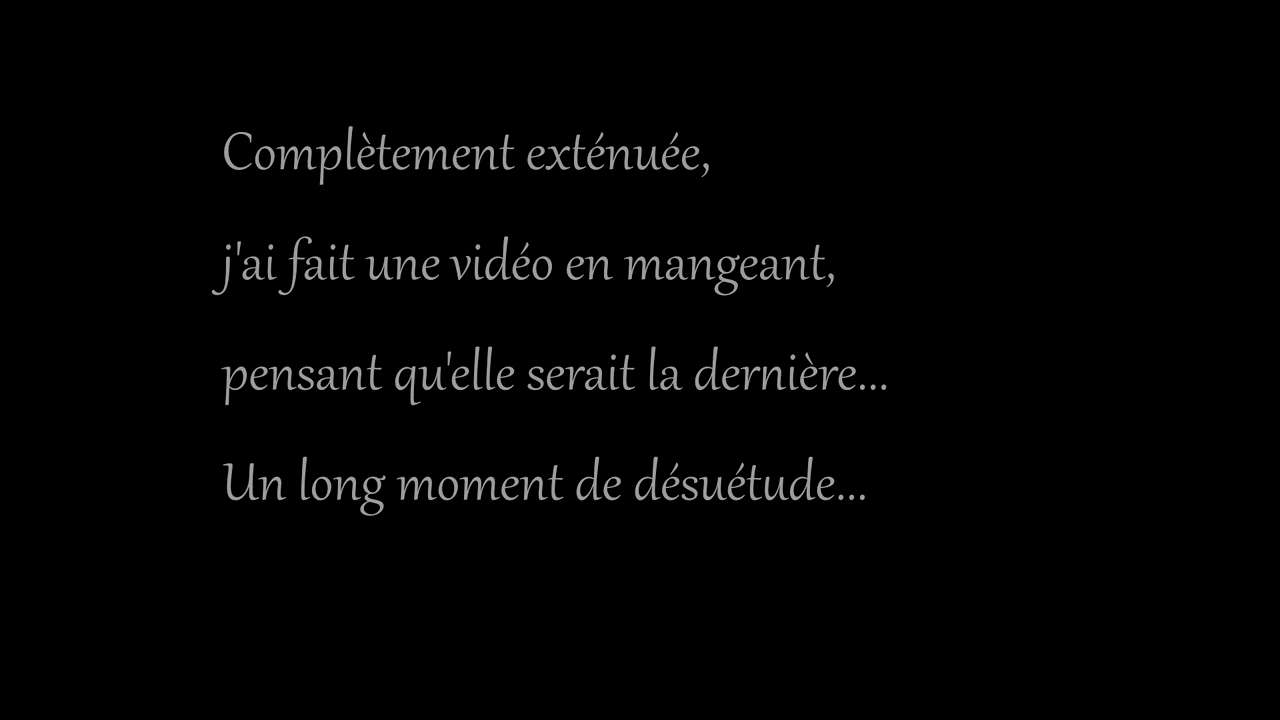 Complètement exténuée,
j'ai fait une vidéo en mangeant,
pensant qu'elle serait la dernière...
Un long moment de désuétude...